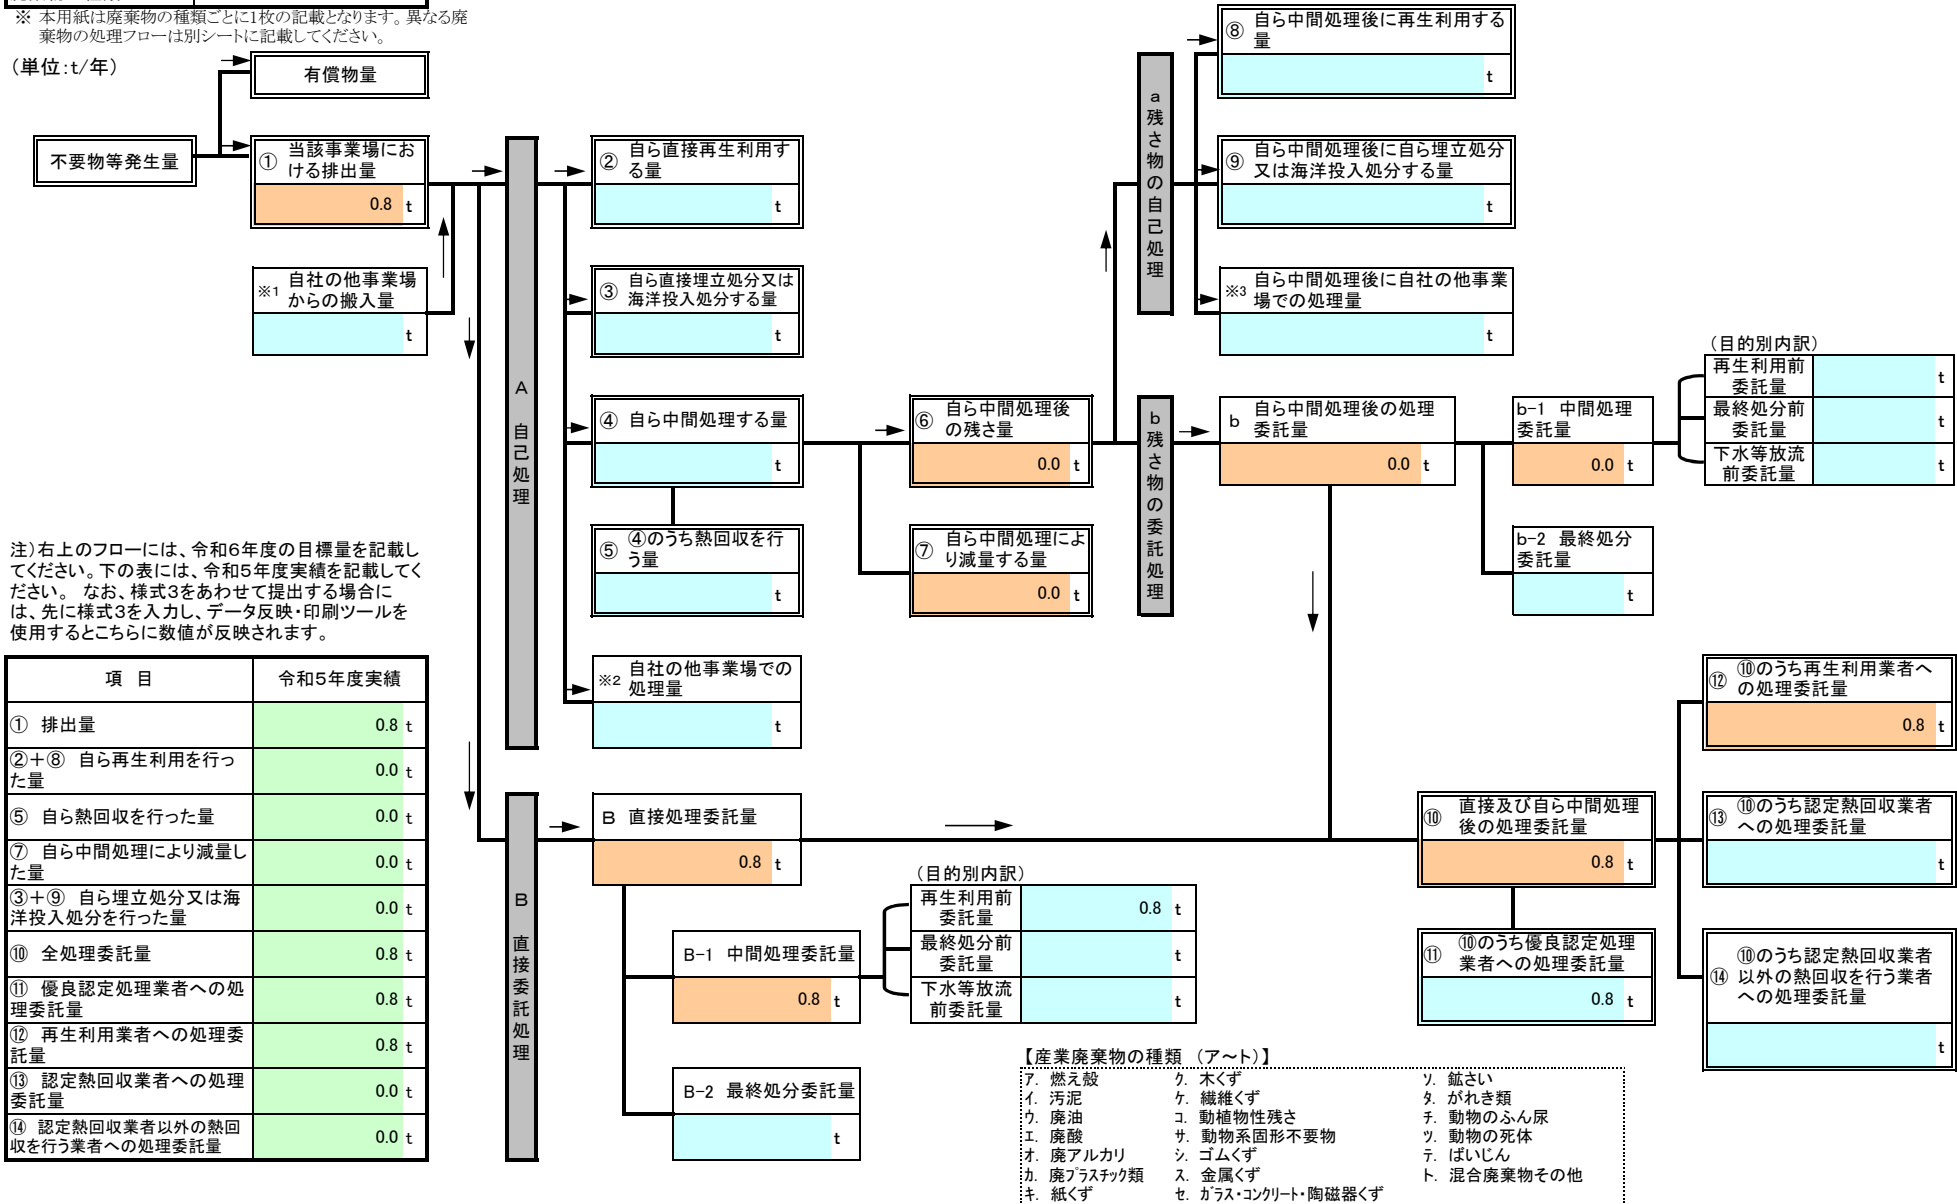 ※ 本用紙は廃棄物の種類ごとに1枚の記載となります。異なる廃
棄物の処理フローは別シートに記載してください。
(単位:t/年)
有償物量
不要物等発生量
① 当該事業場にお
ける排出量
0.8 t
※1 自社の他事業場
からの搬入量
t
A 自己処理
② 自ら直接再生利用す
る量
t
③ 自ら直接埋立処分又は
海洋投入処分する量
t
④ 自ら中間処理する量
t
⑤ ④のうち熱回収を行
う量
t
※2 自社の他事業場での
処理量
t
⑥ 自ら中間処理後
の残さ量
0.0 t
⑦ 自ら中間処理によ
り減量する量
0.0 t
a 残さ物の自己処理
⑧ 自ら中間処理後に再生利用する
量
t
⑨ 自ら中間処理後に自ら埋立処分
又は海洋投入処分する量
t
※3 自ら中間処理後に自社の他事業
場での処理量
t
b 残さ物の委託処理
b 自ら中間処理後の処理
委託量
0.0 t
b-1 中間処理
委託量
0.0 t
b-2 最終処分
委託量
t
(目的別内訳)
再生利用前
委託量
t
最終処分前
委託量
t
下水等放流
前委託量
t
注)右上のフローには、令和6年度の目標量を記載し
てください。下の表には、令和5年度実績を記載してく
ださい。 なお、様式3をあわせて提出する場合に
は、先に様式3を入力し、データ反映・印刷ツールを
使用するとこちらに数値が反映されます。
項 目 令和5年度実績
① 排出量 0.8 t
②+⑧ 自ら再生利用を行っ
た量 0.0 t
⑤ 自ら熱回収を行った量 0.0 t
⑦ 自ら中間処理により減量し
た量 0.0 t
③+⑨ 自ら埋立処分又は海
洋投入処分を行った量 0.0 t
⑩ 全処理委託量 0.8 t
⑪ 優良認定処理業者への処
理委託量 0.8 t
⑫ 再生利用業者への処理委
託量 0.8 t
⑬ 認定熱回収業者への処理
委託量 0.0 t
⑭ 認定熱回収業者以外の熱回
収を行う業者への処理委託量 0.0 t
B 直接委託処理
B 直接処理委託量
0.8 t
B-1 中間処理委託量
0.8 t
B-2 最終処分委託量
t
(目的別内訳)
再生利用前
委託量
0.8 t
最終処分前
委託量
t
下水等放流
前委託量
t
⑩ 直接及び自ら中間処理
後の処理委託量
0.8 t
⑪ ⑩のうち優良認定処理
業者への処理委託量
0.8 t
⑫ ⑩のうち再生利用業者へ
の処理委託量
0.8 t
⑬ ⑩のうち認定熱回収業者
への処理委託量
t
⑭ ⑩のうち認定熱回収業者
以外の熱回収を行う業者
への処理委託量
t
【産業廃棄物の種類 (ア~ト)】
ア. 燃え殻 ク. 木くず ソ. 鉱さい
イ. 汚泥 ケ. 繊維くず タ. がれき類
ウ. 廃油 コ. 動植物性残さ チ. 動物のふん尿
エ. 廃酸 サ. 動物系固形不要物 ツ. 動物の死体
オ. 廃アルカリ シ. ゴムくず テ. ばいじん
カ. 廃プラスチック類 ス. 金属くず ト. 混合廃棄物その他
キ. 紙くず セ. ガラス・コンクリート・陶磁器くず